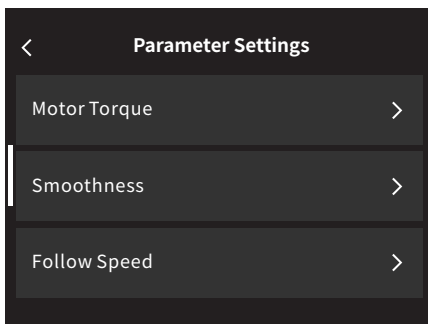 Parameter Settings
Motor Torque
Smoothness
Follow Speed